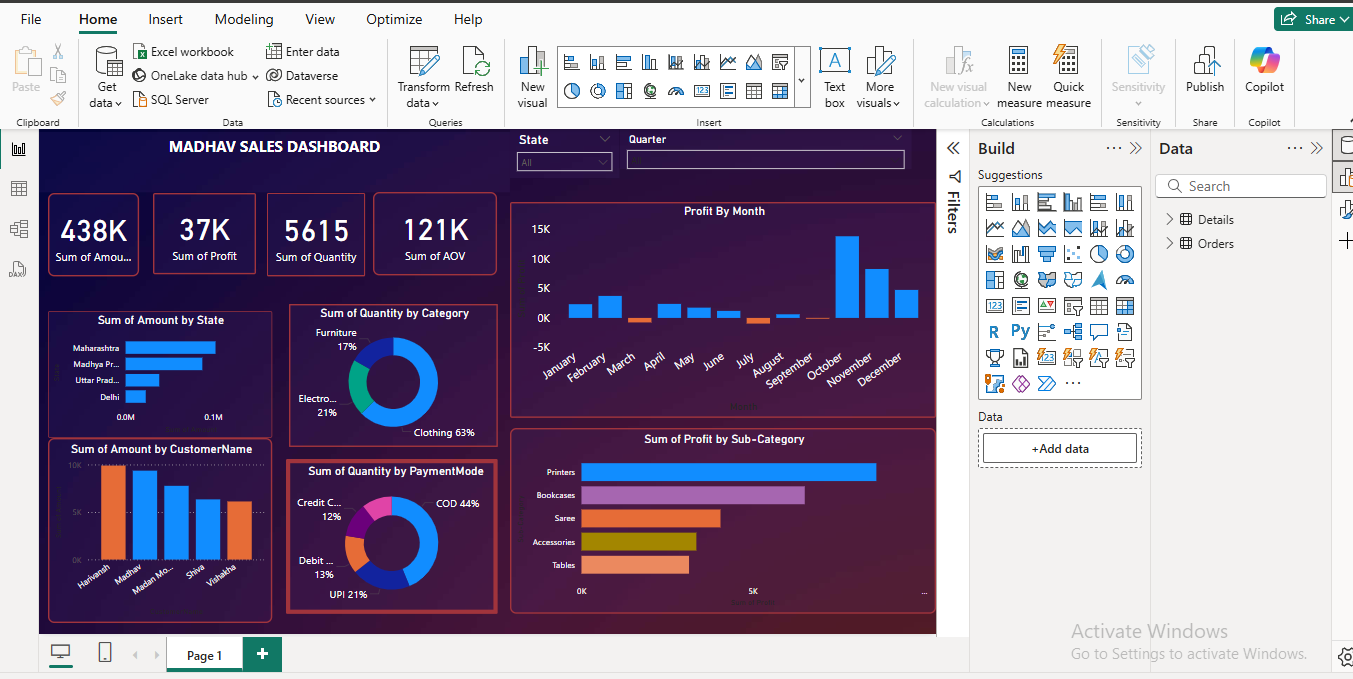 File Home Insert Modeling View Optimize Help Share
Paste
Clipboard
Get data
Excel workbook
OneLake data hub
SQL Server
Enter data
Dataverse
Recent sources
Data
Transform data
Refresh
Queries
New visual
Text box
More visuals
Insert
New visual calculation
New measure
Quick measure
Calculations
Sensitivity
Sensitivity
Publish
Share
Copilot
Copilot
MADHAV SALES DASHBOARD
State
All
Quarter
438K
Sum of Amou...
37K
Sum of Profit
5615
Sum of Quantity
121K
Sum of AOV
Profit By Month
15K
10K
5K
0K
-5K
January
February
March
April
May
June
July
August
September
October
November
December
Sum of Amount by State
Maharashtra
Madhya Pr...
Uttar Prad...
Delhi
0.0M 0.1M
Sum of Quantity by Category
Furniture
17%
Electro...
21%
Clothing 63%
Sum of Amount by CustomerName
10K
5K
0K
Harivansh
Madhav
Madan Mo...
Shiva
Vishakha
Sum of Quantity by PaymentMode
Credit C...
12%
COD 44%
Debit ...
13%
UPI 21%
Sum of Profit by Sub-Category
Printers
Bookcases
Saree
Accessories
Tables
0K 5K ...
Filters
Build
Suggestions
123
R Py
123
...
Data
+Add data
Data
Search
Details
Orders
Activate Windows
Go to Settings to activate Windows.
Page 1
DAX